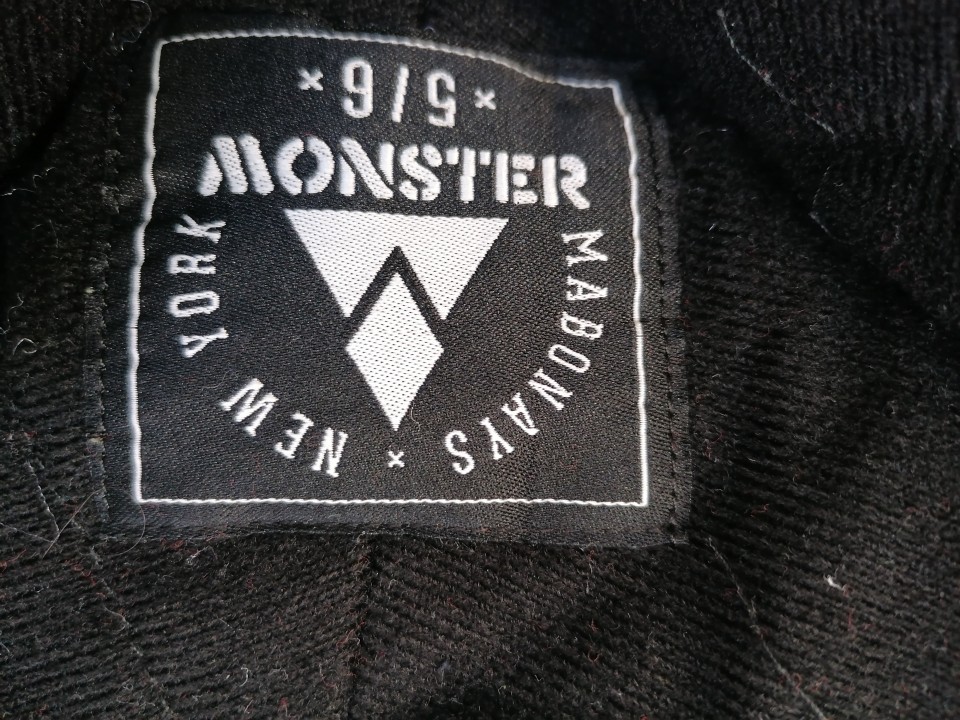 × 5/6 ×
MONSTER
MABONAYS × NEW YORK